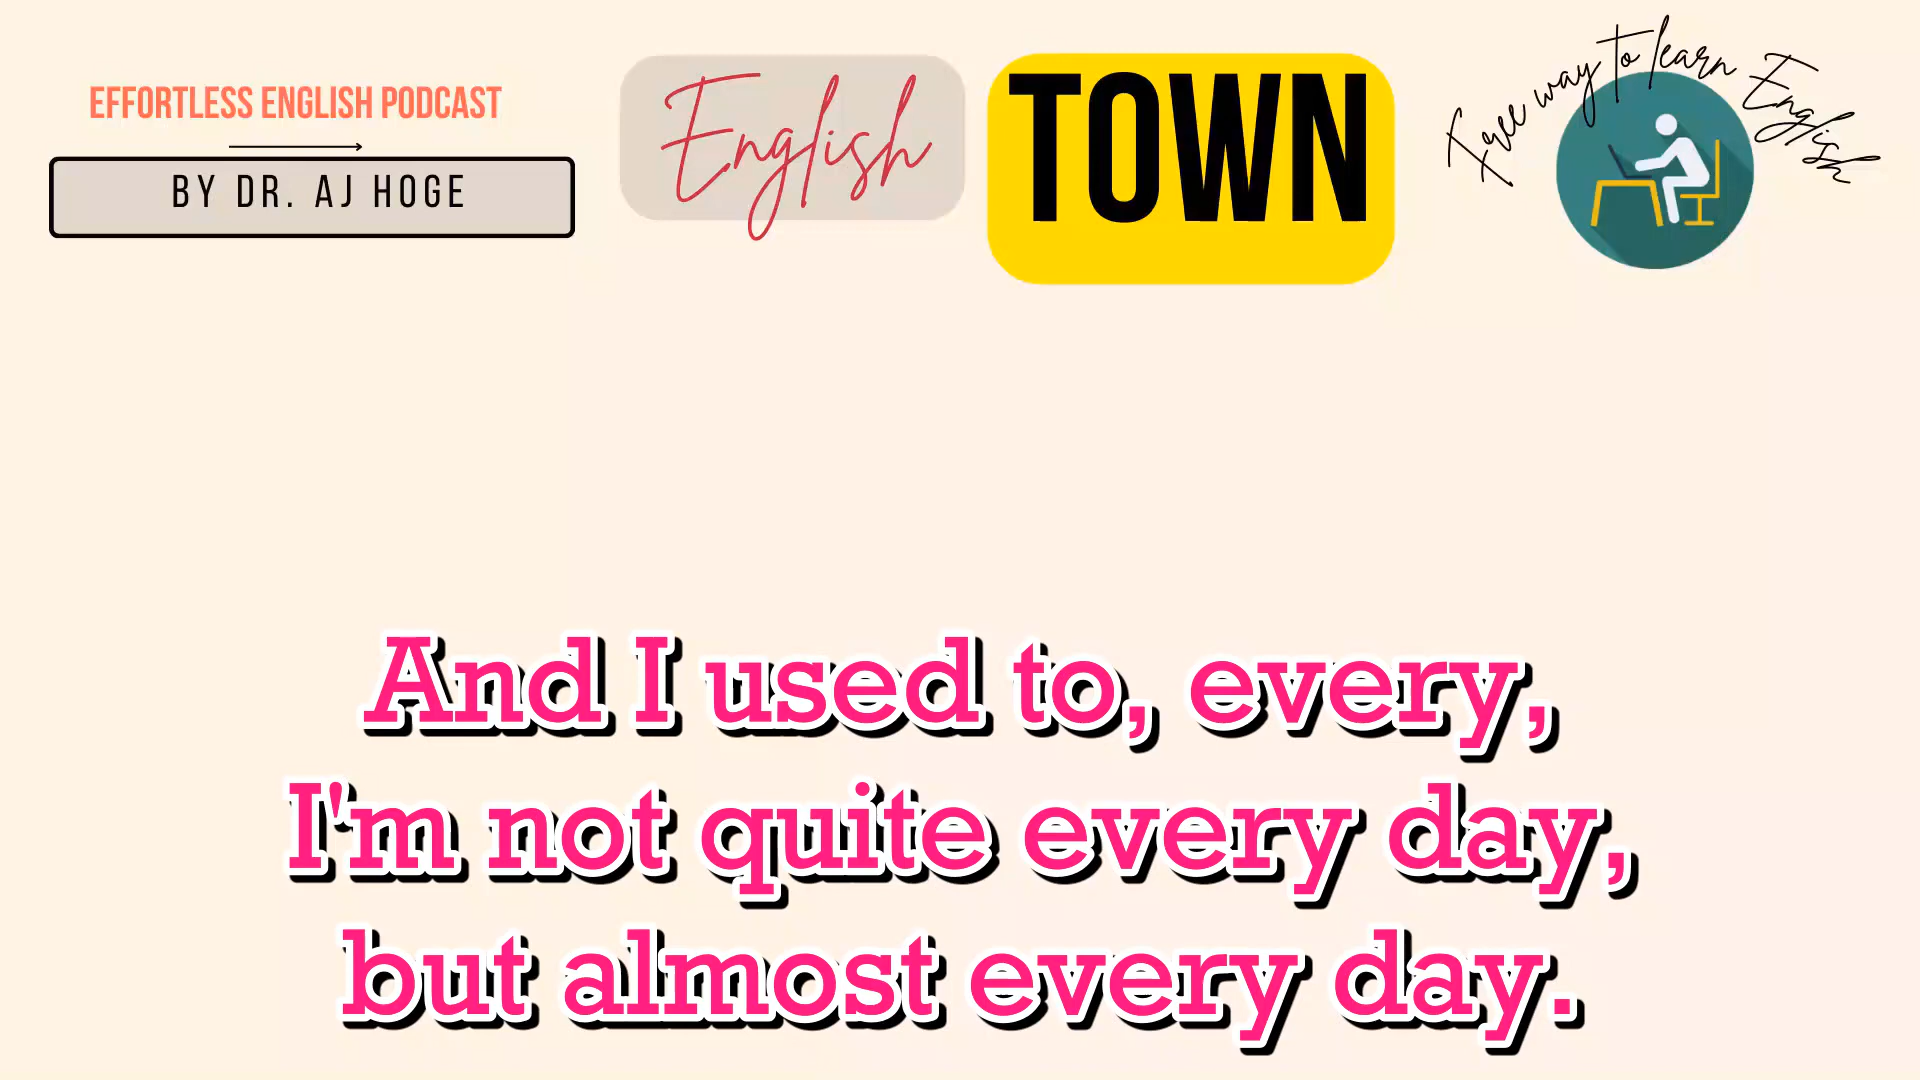 EFFORTLESS ENGLISH PODCAST
BY DR. AJ HOGE
English TOWN
Free way to learn English
And I used to, every,
I'm not quite every day,
but almost every day.